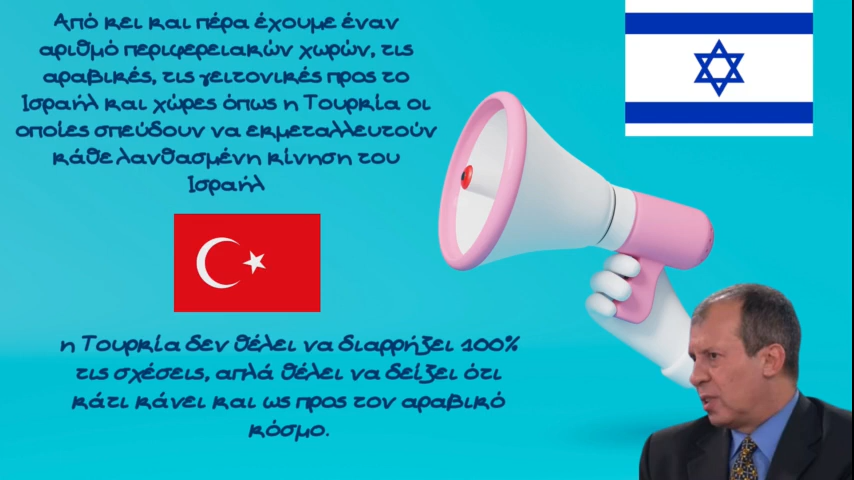 Από κει και πέρα έχουμε έναν
αριθμό περιφερειακών χωρών, τις
αραβικές, τις γειτονικές προς το
Ισραήλ και χώρες όπως η Τουρκία οι
οποίες σπεύδουν να εκμεταλλευτούν
κάθε λανθασμένη κίνηση του
Ισραήλ
η Τουρκία δεν θέλει να διαρρήξει 100%
τις σχέσεις, απλά θέλει να δείξει ότι
κάτι κάνει και ως προς τον αραβικό
κόσμο.